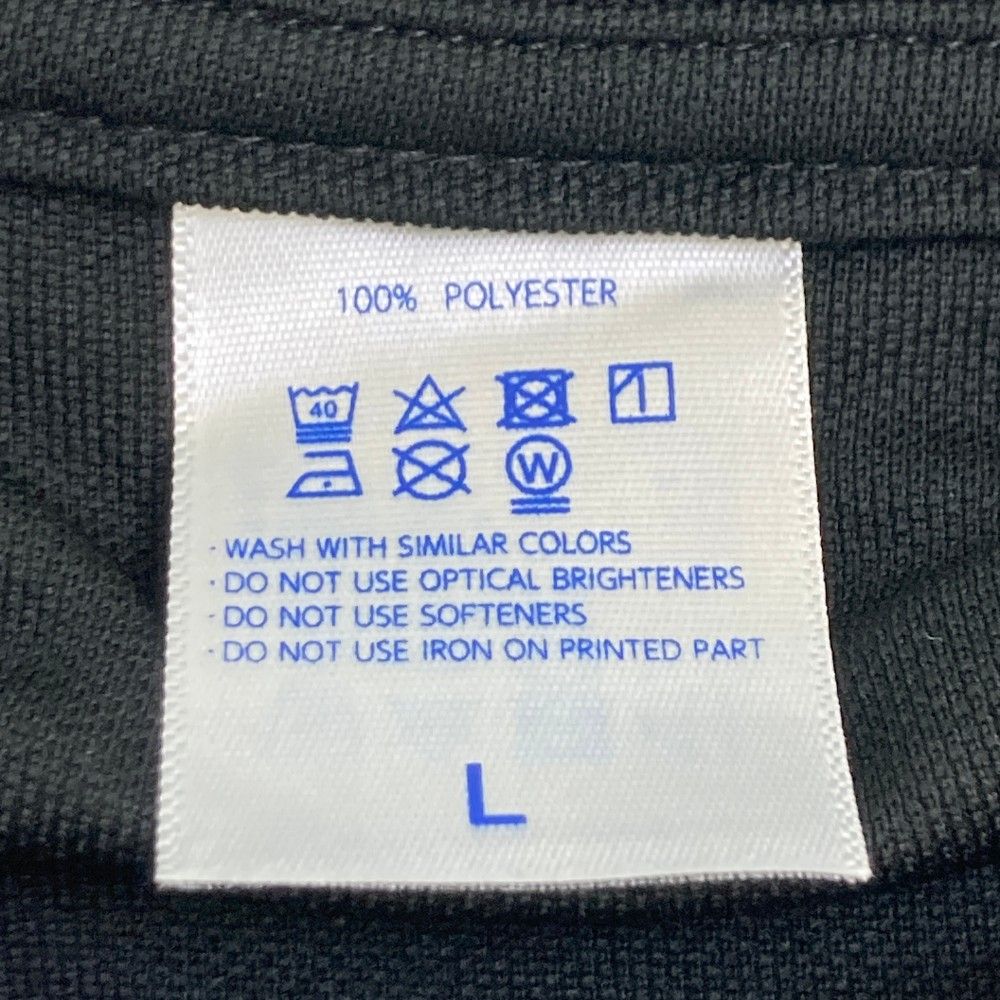 100% POLYESTER
40
W
· WASH WITH SIMILAR COLORS
· DO NOT USE OPTICAL BRIGHTENERS
· DO NOT USE SOFTENERS
· DO NOT USE IRON ON PRINTED PART
L